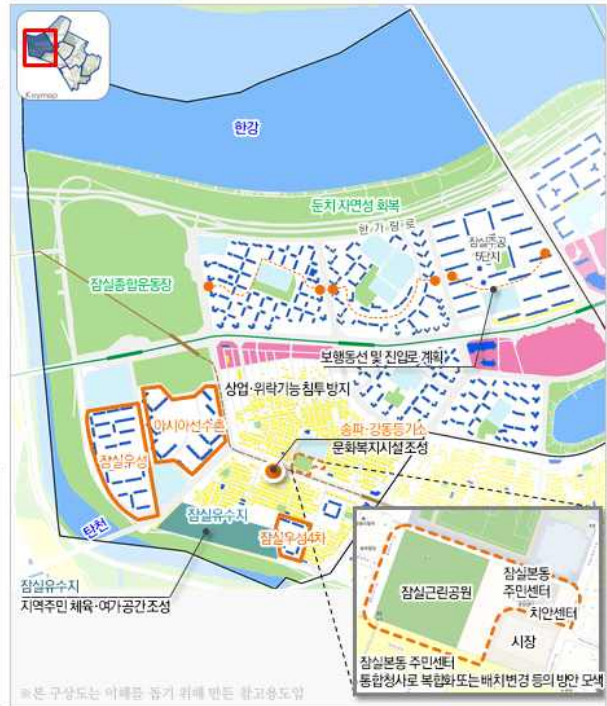 Keymap
한강
둔치 자연성 회복
한가람로
잠실주공
5단지
잠실종합운동장
보행동선 및 진입로 계획
상업·위락기능 침투 방지
아시아선수촌
송파·강동등기소
문화복지시설 조성
잠실우성
탄천
잠실유수지
잠실우성4차
잠실유수지
지역주민 체육·여가공간 조성
잠실근린공원
잠실본동
주민센터
치안센터
시장
잠실본동 주민센터
통합청사로 복합화 또는 배치변경 등의 방안 모색
※본 구상도는 이해를 돕기 위해 만든 참고용도임